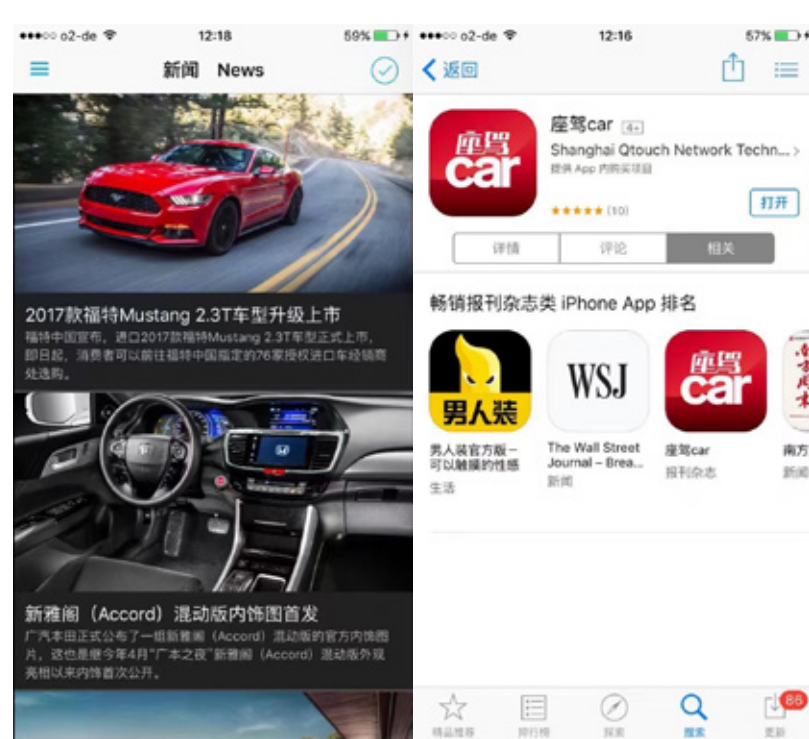 o2-de
12:18
59%
新闻 News
2017款福特Mustang 2.3T车型升级上市
福特中国宣布，进口2017款福特Mustang 2.3T车型正式上市，
即日起，消费者可以前往福特中国指定的76家授权进口车经销商
处选购。
新雅阁（Accord）混动版内饰图首发
广汽本田正式公布了一组新雅阁（Accord）混动版的官方内饰图
片，这也是继今年4月“广本之夜”新雅阁（Accord）混动版外观
亮相以来内饰首次公开。
o2-de
12:16
57%
返回
座驾
car
座驾car 4+
Shanghai Qtouch Network Techn...
提供 App 内购买项目
(10)
打开
详情
评论
相关
畅销报刊杂志类 iPhone App 排名
男人装
WSJ
座驾
car
男人装官方版－
可以触摸的性感
生活
The Wall Street
Journal – Brea...
新闻
座驾car
报刊杂志
南方
新闻
精品推荐
排行榜
探索
搜索
更新
86